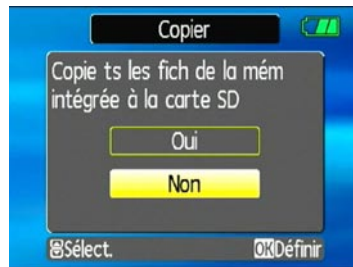 Copier
Copie ts les fich de la mém
intégrée à la carte SD
Oui
Non
Sélect.
OK Définir